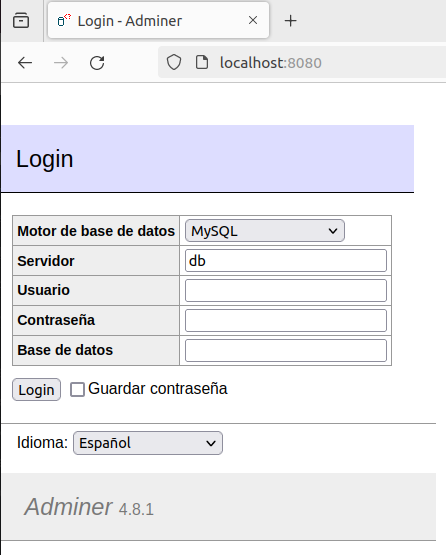 Login - Adminer
localhost:8080
Login
Motor de base de datos MySQL
Servidor db
Usuario
Contraseña
Base de datos
Login Guardar contraseña
Idioma: Español
Adminer 4.8.1